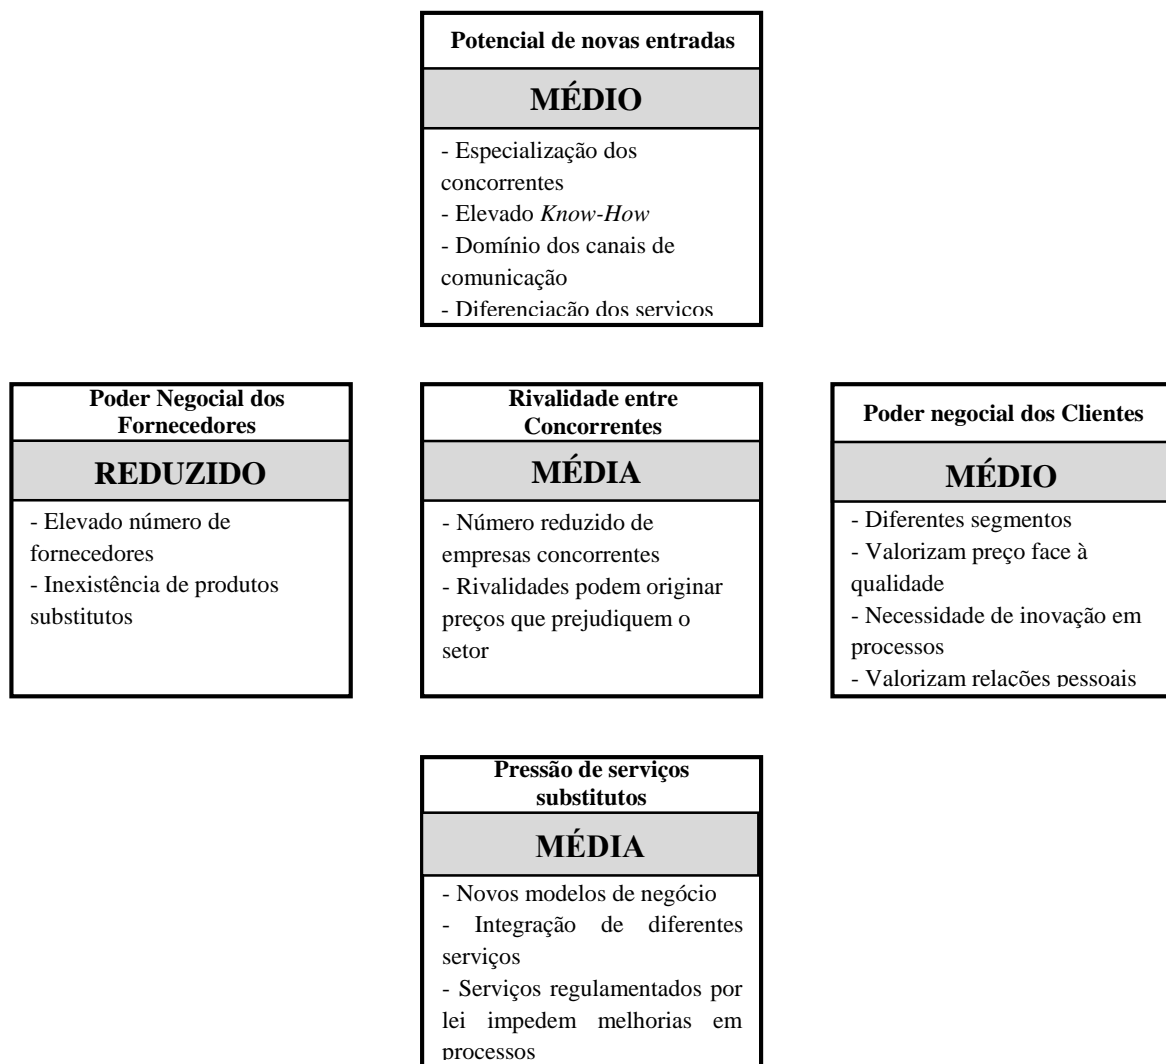 Potencial de novas entradas
MÉDIO
- Especialização dos
concorrentes
- Elevado Know-How
- Domínio dos canais de
comunicação
- Diferenciação dos serviços
Poder Negocial dos
Fornecedores
REDUZIDO
- Elevado número de
fornecedores
- Inexistência de produtos
substitutos
Rivalidade entre
Concorrentes
MÉDIA
- Número reduzido de
empresas concorrentes
- Rivalidades podem originar
preços que prejudiquem o
setor
Poder negocial dos Clientes
MÉDIO
- Diferentes segmentos
- Valorizam preço face à
qualidade
- Necessidade de inovação em
processos
- Valorizam relações pessoais
Pressão de serviços
substitutos
MÉDIA
- Novos modelos de negócio
- Integração de diferentes
serviços
- Serviços regulamentados por
lei impedem melhorias em
processos